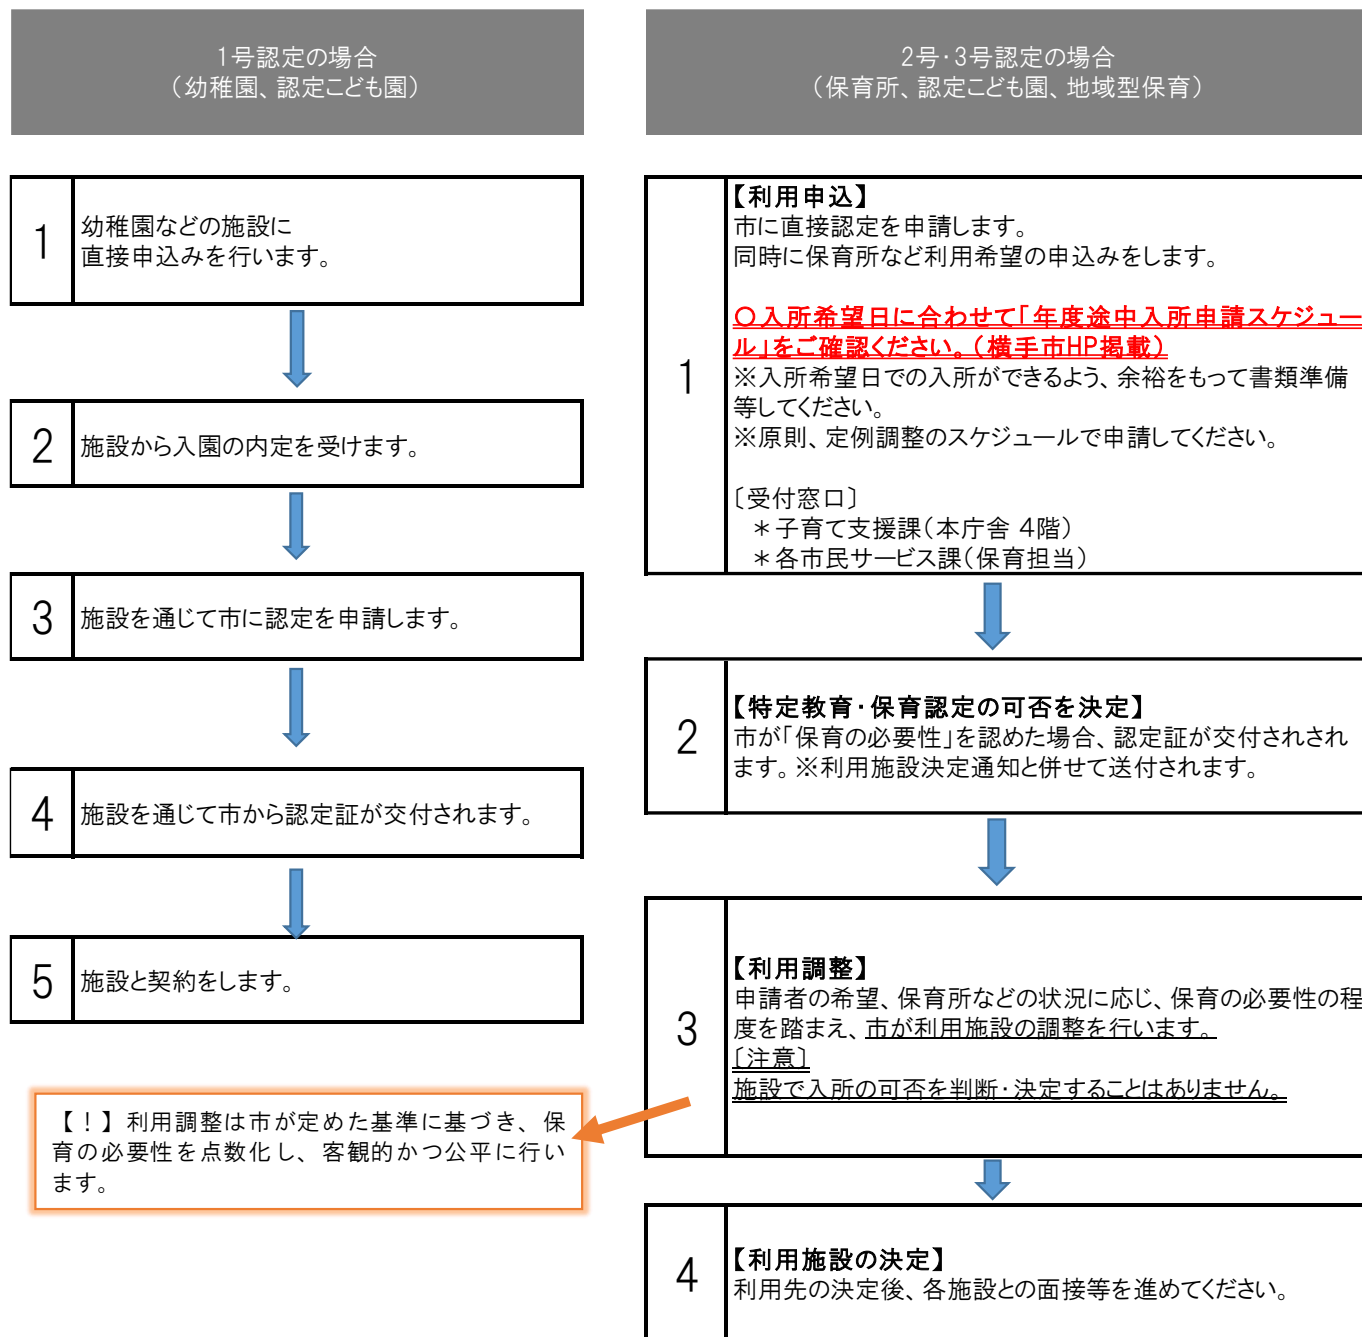 1号認定の場合
（幼稚園、認定こども園）
1
幼稚園などの施設に
直接申込みを行います。
2
施設から入園の内定を受けます。
3
施設を通じて市に認定を申請します。
4
施設を通じて市から認定証が交付されます。
5
施設と契約をします。
【！】利用調整は市が定めた基準に基づき、保
育の必要性を点数化し、客観的かつ公平に行い
ます。
2号・3号認定の場合
（保育所、認定こども園、地域型保育）
1
【利用申込】
市に直接認定を申請します。
同時に保育所など利用希望の申込みをします。
〇入所希望日に合わせて「年度途中入所申請スケジュー
ル」をご確認ください。（横手市HP掲載）
※入所希望日での入所ができるよう、余裕をもって書類準備
等してください。
※原則、定例調整のスケジュールで申請してください。
〔受付窓口〕
＊子育て支援課（本庁舎 4階）
＊各市民サービス課（保育担当）
2
【特定教育・保育認定の可否を決定】
市が「保育の必要性」を認めた場合、認定証が交付されされ
ます。※利用施設決定通知と併せて送付されます。
3
【利用調整】
申請者の希望、保育所などの状況に応じ、保育の必要性の程
度を踏まえ、市が利用施設の調整を行います。
〔注意〕
施設で入所の可否を判断・決定することはありません。
4
【利用施設の決定】
利用先の決定後、各施設との面接等を進めてください。